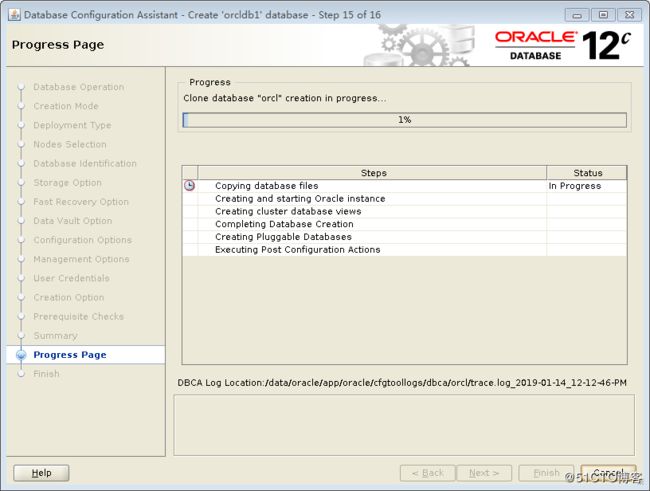 Database Configuration Assistant - Create 'orcldb1' database - Step 15 of 16
Progress Page
ORACLE
DATABASE
12c
Database Operation
Creation Mode
Deployment Type
Nodes Selection
Database Identification
Storage Option
Fast Recovery Option
Data Vault Option
Configuration Options
Management Options
User Credentials
Creation Option
Prerequisite Checks
Summary
Progress Page
Finish
Progress
Clone database "orcl" creation in progress...
1%
Steps Status
Copying database files In Progress
Creating and starting Oracle instance
Creating cluster database views
Completing Database Creation
Creating Pluggable Databases
Executing Post Configuration Actions
DBCA Log Location:/data/oracle/app/oracle/cfgtoollogs/dbca/orcl/trace.log_2019-01-14_12-12-46-PM
Help
< Back
Next >
Finish
Cancel
@51CTO博客